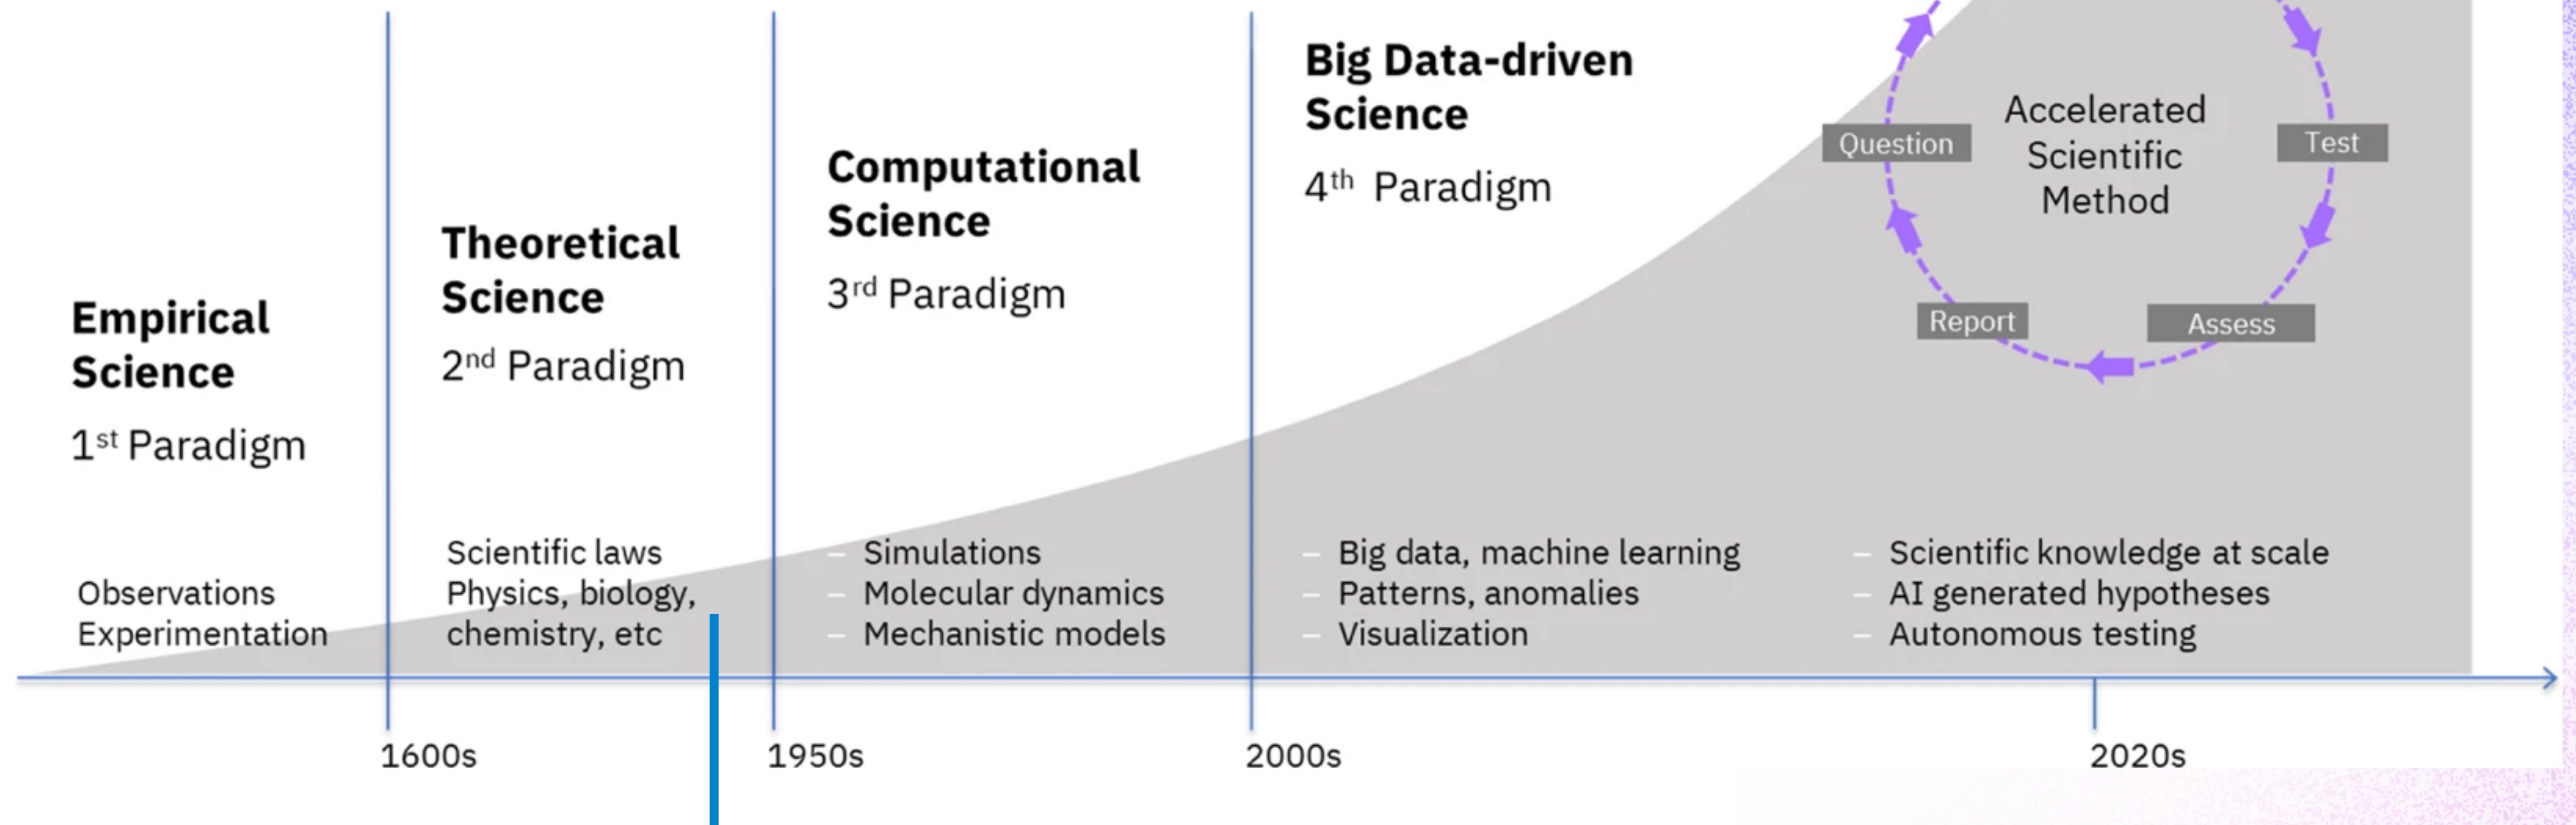 Empirical
Science
1st Paradigm
Observations
Experimentation
Theoretical
Science
2nd Paradigm
Scientific laws
Physics, biology,
chemistry, etc
Computational
Science
3rd Paradigm
– Simulations
– Molecular dynamics
– Mechanistic models
Big Data-driven
Science
4th Paradigm
– Big data, machine learning
– Patterns, anomalies
– Visualization
Accelerated
Scientific
Method
Question
Test
Report
Assess
– Scientific knowledge at scale
– AI generated hypotheses
– Autonomous testing
1600s
1950s
2000s
2020s